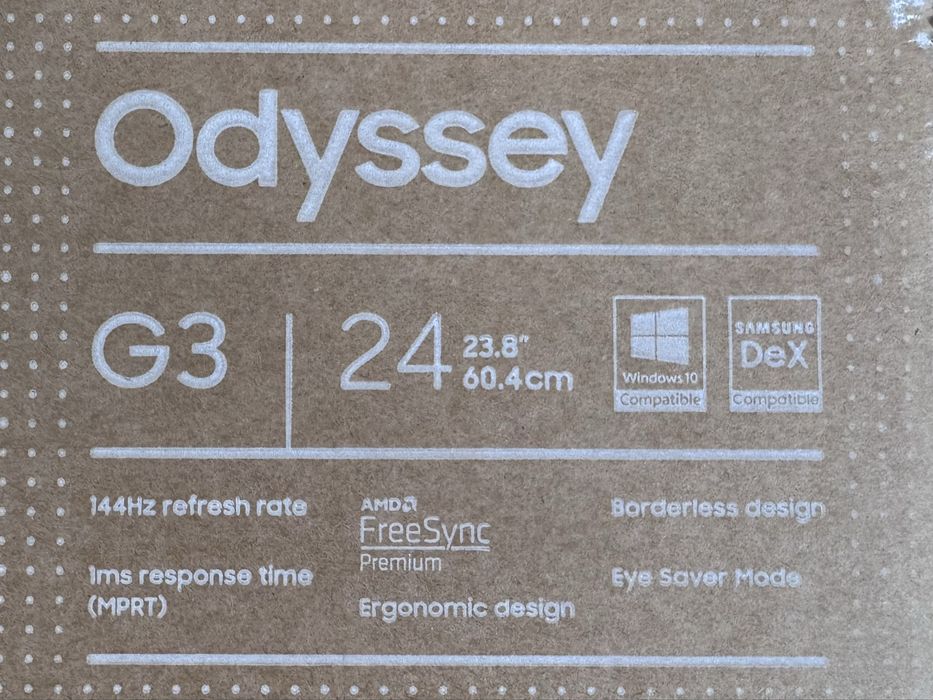 Odyssey
G3
24
23.8"
60.4cm
Windows 10
Compatible
SAMSUNG
DeX
Compatible
144Hz refresh rate
1ms response time
(MPRT)
AMD
FreeSync
Premium
Ergonomic design
Borderless design
Eye Saver Mode